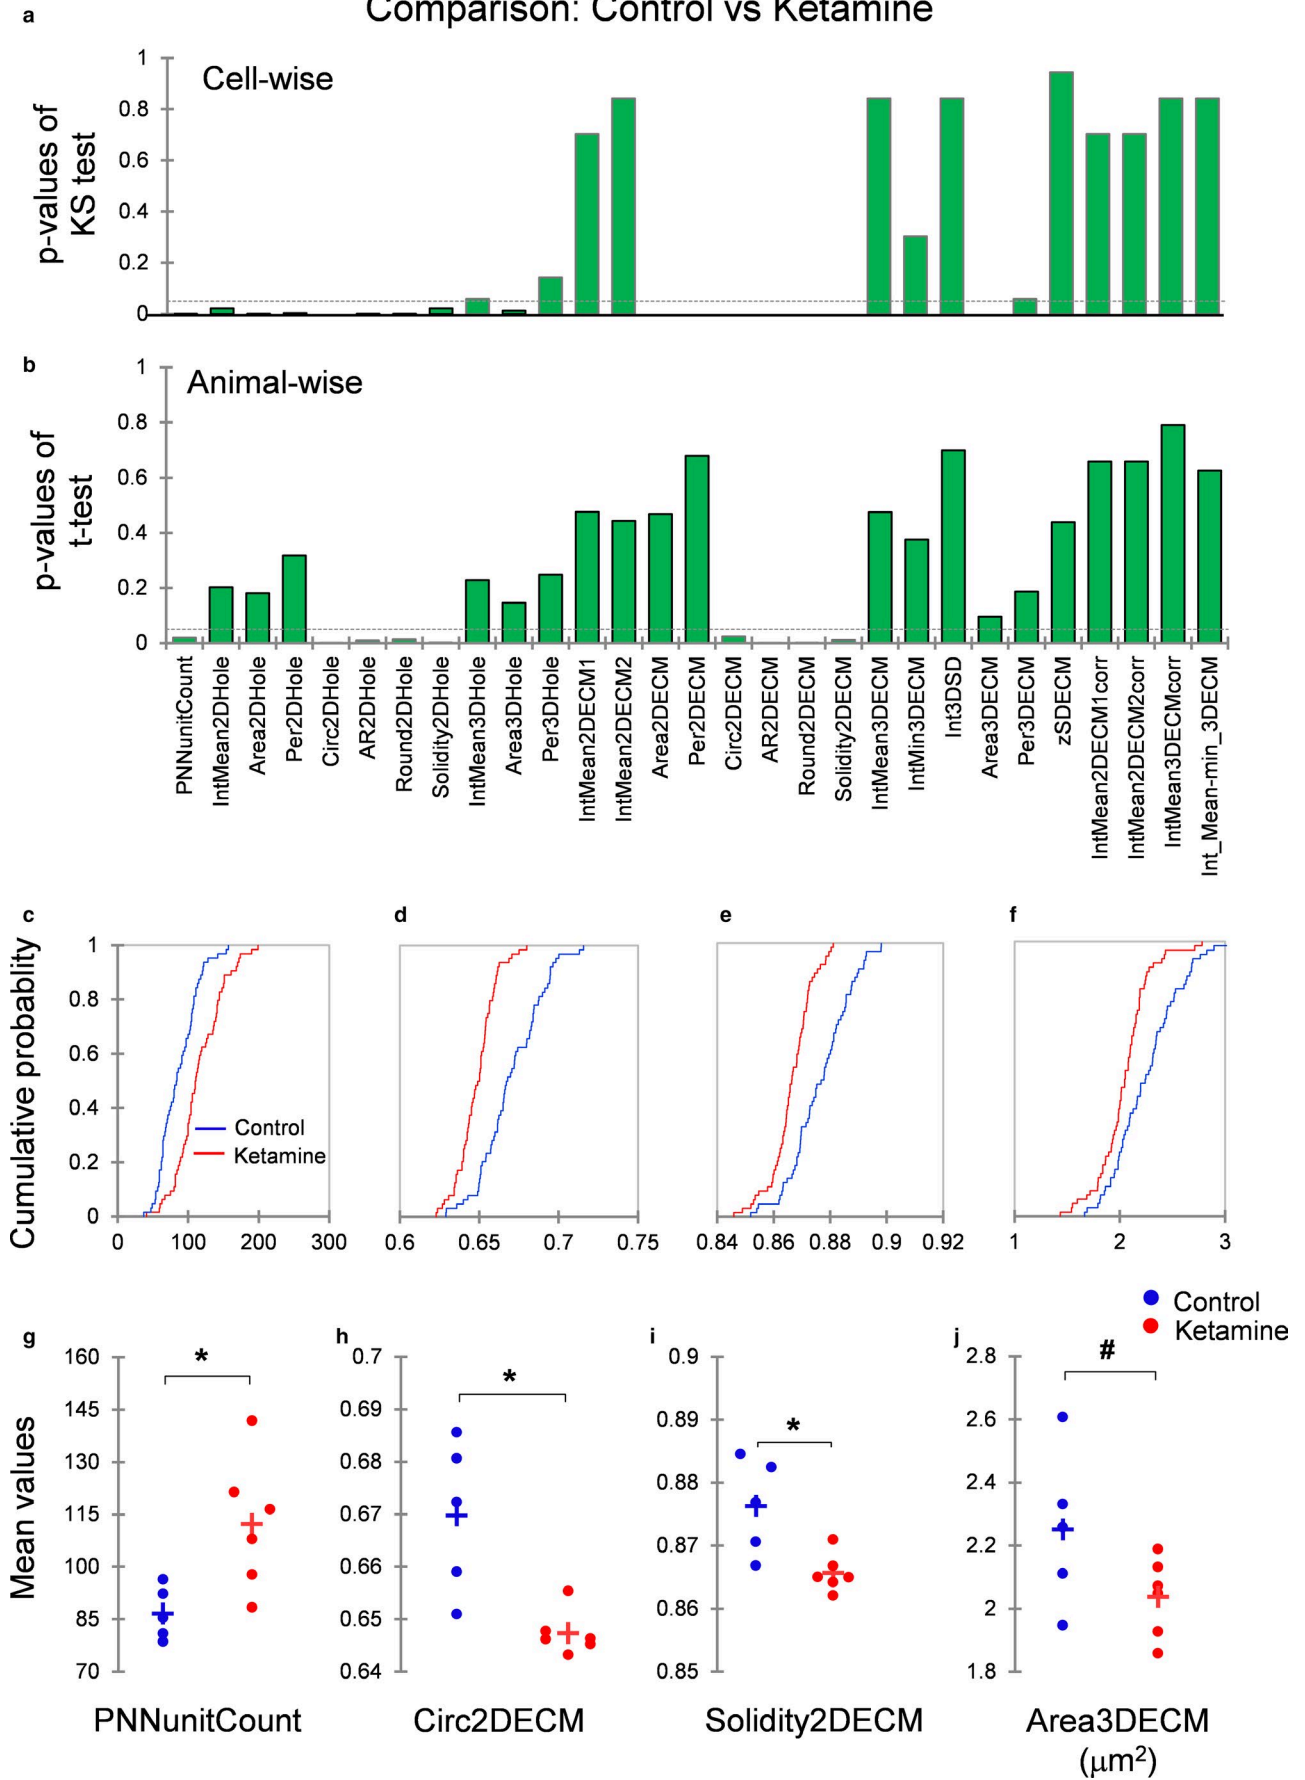 Comparison: Control vs Ketamine
a
Cell-wise
p-values of
KS test
1
0.8
0.6
0.4
0.2
0
b
Animal-wise
p-values of
t-test
1
0.8
0.6
0.4
0.2
0
PNNunitCount
IntMean2DHole
Area2DHole
Per2DHole
Circ2DHole
AR2DHole
Round2DHole
Solidity2DHole
IntMean3DHole
Area3DHole
Per3DHole
IntMean2DECM1
IntMean2DECM2
Area2DECM
Per2DECM
Circ2DECM
AR2DECM
Round2DECM
Solidity2DECM
IntMean3DECM
IntMin3DECM
Int3DSD
Area3DECM
Per3DECM
zSDECM
IntMean2DECM1corr
IntMean2DECM2corr
IntMean3DECMcorr
Int_Mean-min_3DECM
c
d
e
f
Cumulative probablity
1
0.8
0.6
0.4
0.2
0
Control
Ketamine
0 100 200 300
0.6 0.65 0.7 0.75
0.84 0.86 0.88 0.9 0.92
1 2 3
Control
Ketamine
g
h
i
j
Mean values
160
145
130
115
100
85
70
*
PNNunitCount
0.7
0.69
0.68
0.67
0.66
0.65
0.64
*
Circ2DECM
0.9
0.89
0.88
0.87
0.86
0.85
*
Solidity2DECM
2.8
2.6
2.4
2.2
2
1.8
#
Area3DECM
(μm²)